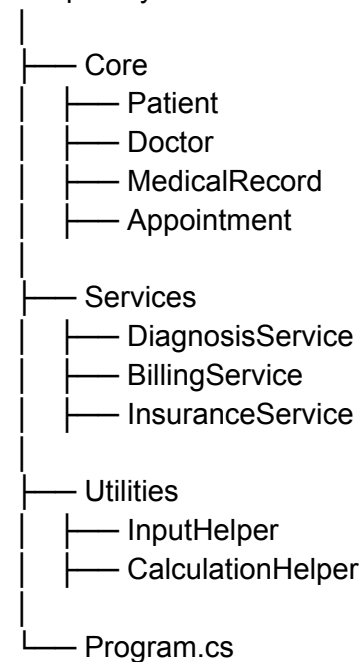 │
├── Core
│   ├── Patient
│   ├── Doctor
│   ├── MedicalRecord
│   ├── Appointment
│
├── Services
│   ├── DiagnosisService
│   ├── BillingService
│   ├── InsuranceService
│
├── Utilities
│   ├── InputHelper
│   ├── CalculationHelper
│
└── Program.cs